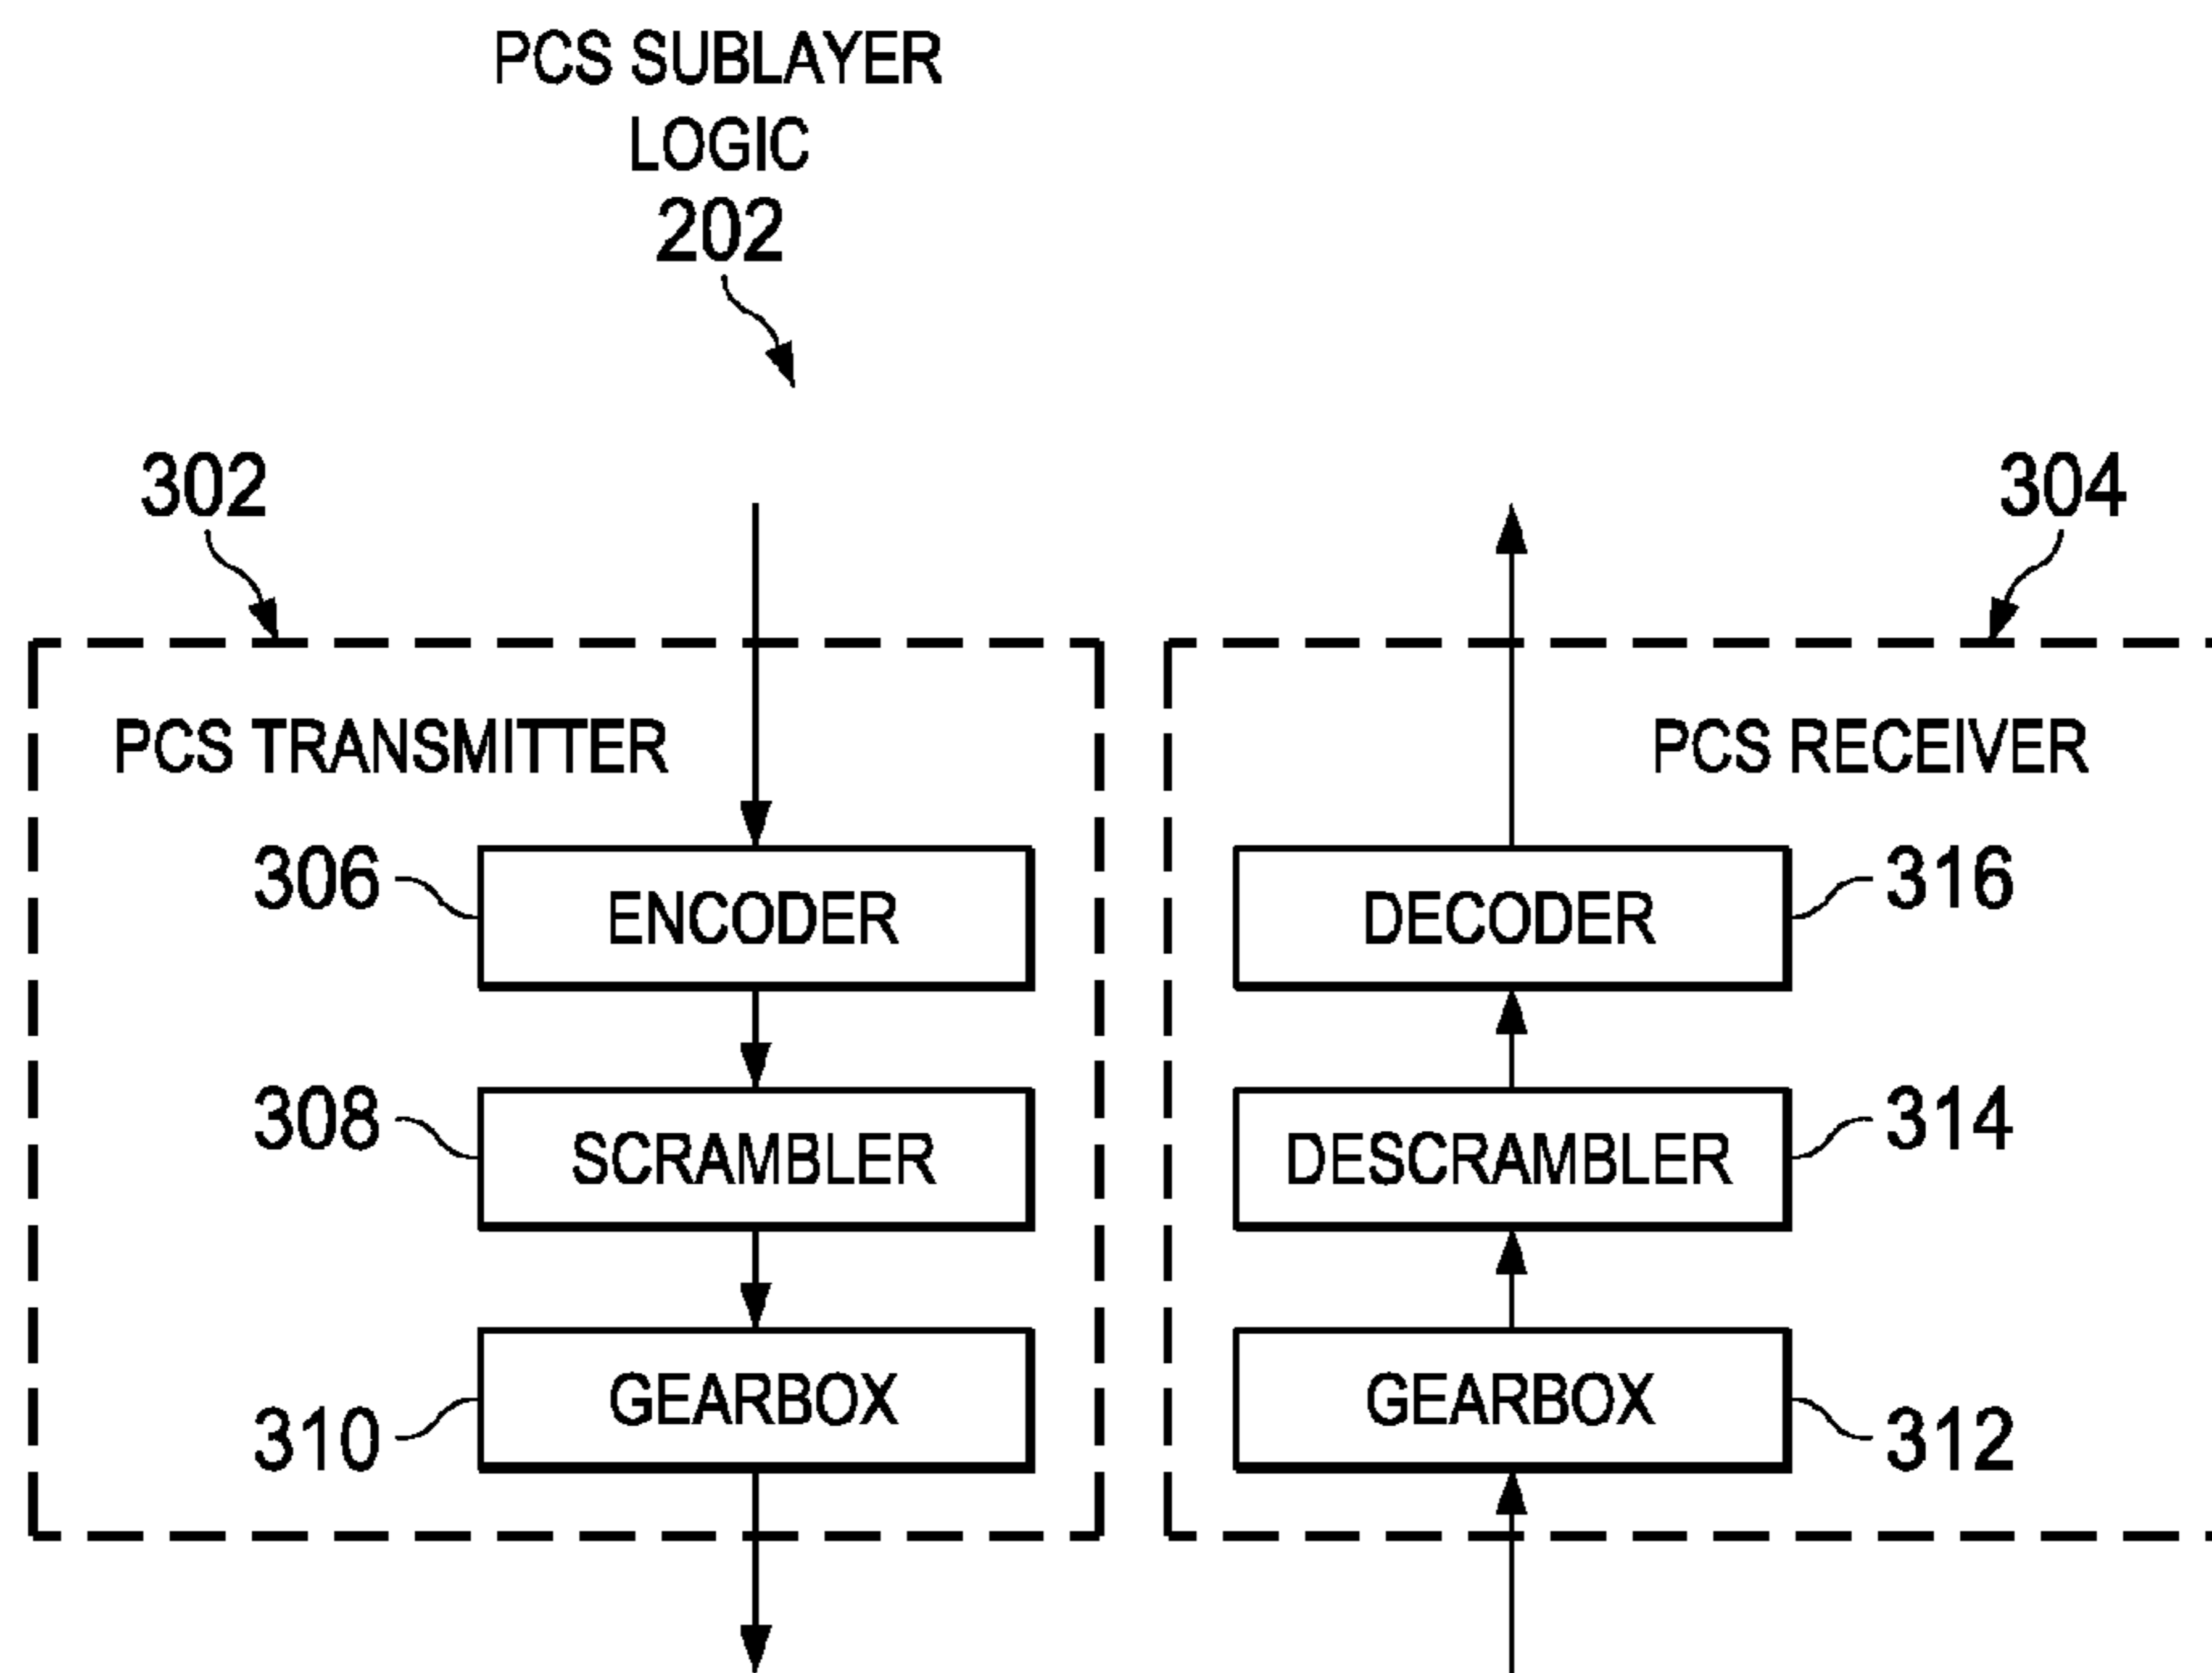 PCS SUBLAYER
LOGIC
202
302
304
PCS TRANSMITTER
PCS RECEIVER
306
ENCODER
DECODER
316
308
SCRAMBLER
DESCRAMBLER
314
310
GEARBOX
GEARBOX
312